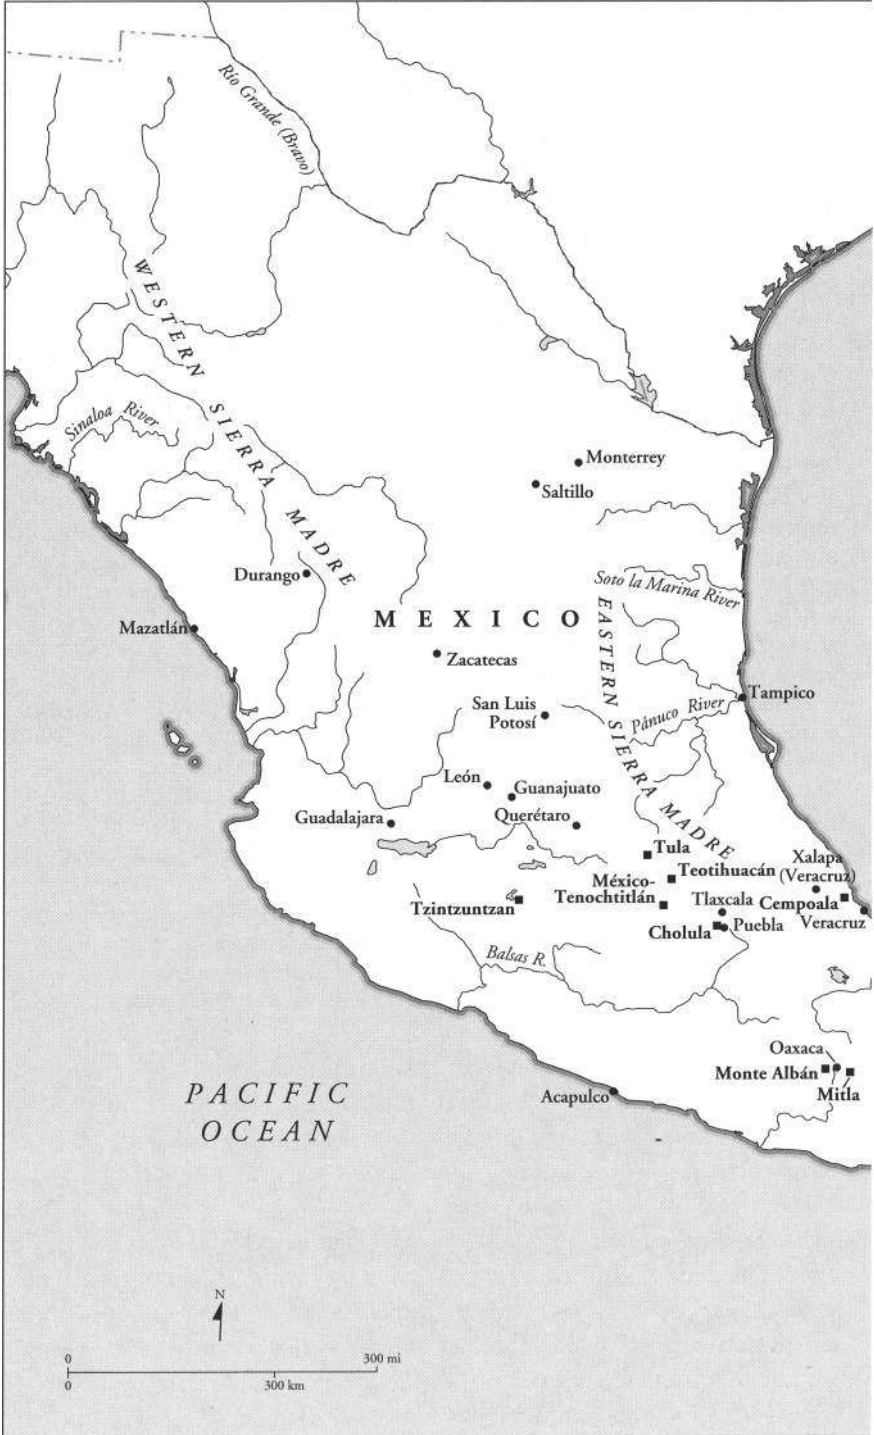 Río Grande (Bravo)
WESTERN SIERRA MADRE
Sinaloa River
Monterrey
Saltillo
Durango
Soto la Marina River
MEXICO
EASTERN SIERRA MADRE
Mazatlán
Zacatecas
Tampico
San Luis
Potosí
Pánuco River
León
Guanajuato
Guadalajara
Querétaro
Tula
Xalapa
(Veracruz)
Teotihuacán
México-
Tenochtitlán
Tlaxcala
Cempoala
Tzintzuntzan
Veracruz
Cholula
Puebla
Balsas R.
Oaxaca
Monte Albán
Mitla
Acapulco
PACIFIC
OCEAN
N
0
300 mi
0
300 km